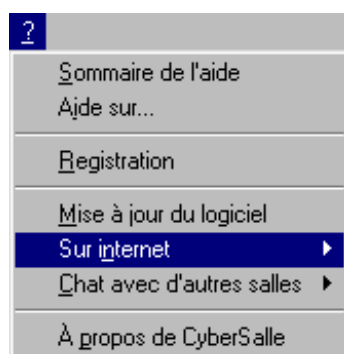 ?
Sommaire de l'aide
Aide sur...
Registration
Mise à jour du logiciel
Sur internet
Chat avec d'autres salles
À propos de CyberSalle